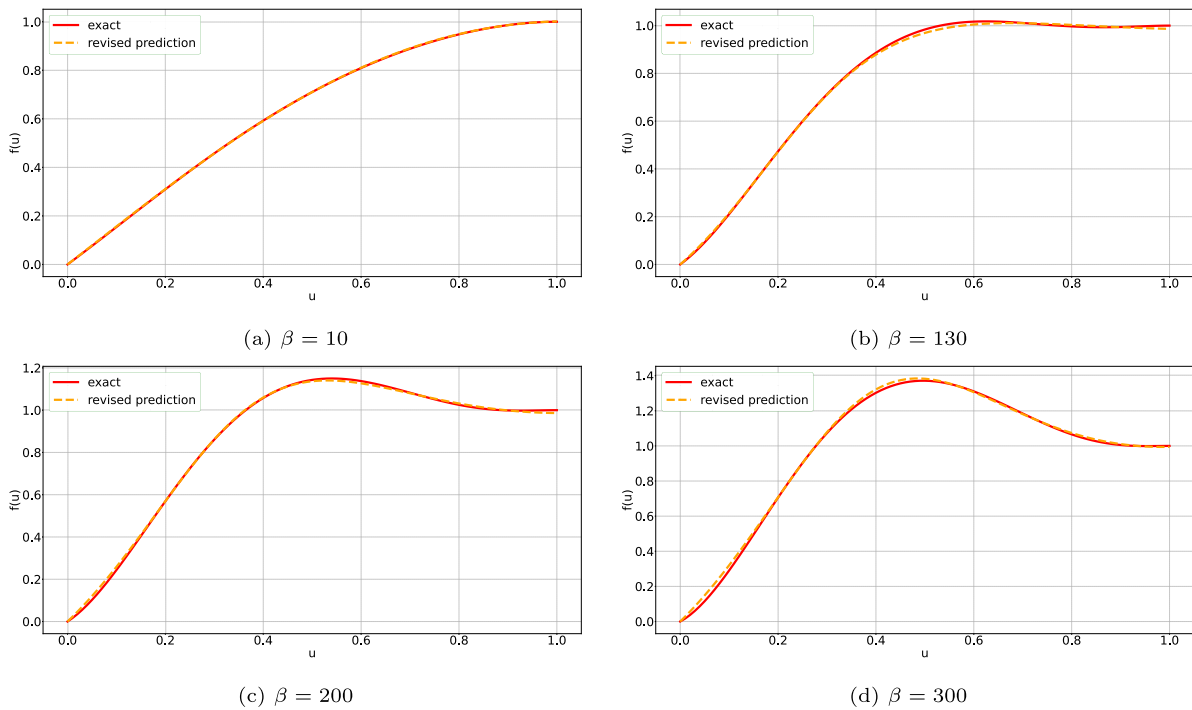 exact
revised prediction
1.0
0.8
0.6
0.4
0.2
0.0
f(u)
0.0 0.2 0.4 0.6 0.8 1.0
u
(a) β = 10
exact
revised prediction
1.0
0.8
0.6
0.4
0.2
0.0
f(u)
0.0 0.2 0.4 0.6 0.8 1.0
u
(b) β = 130
exact
revised prediction
1.2
1.0
0.8
0.6
0.4
0.2
0.0
f(u)
0.0 0.2 0.4 0.6 0.8 1.0
u
(c) β = 200
exact
revised prediction
1.4
1.2
1.0
0.8
0.6
0.4
0.2
0.0
f(u)
0.0 0.2 0.4 0.6 0.8 1.0
u
(d) β = 300